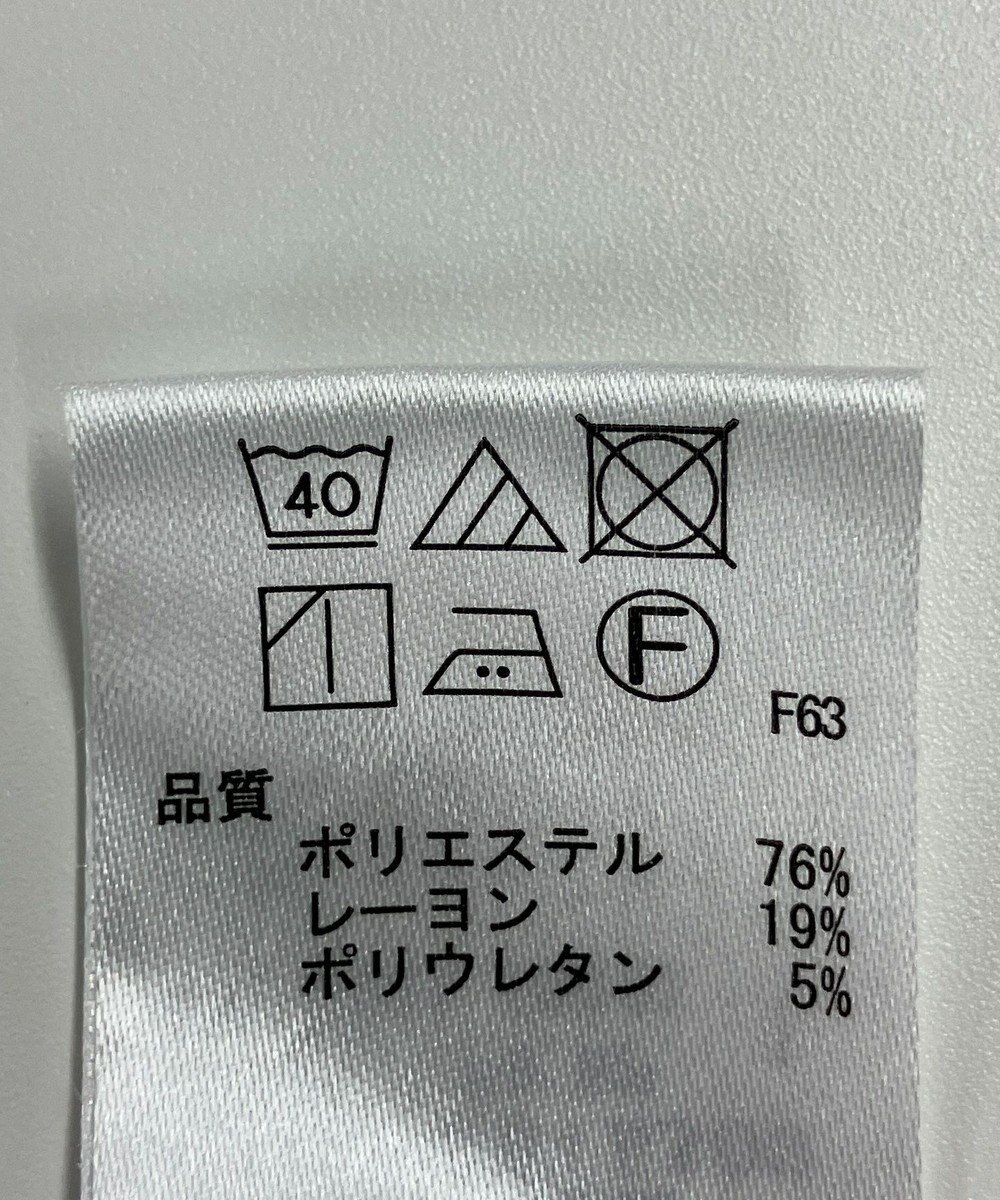 40
F
F63
品質
ポリエステル 76%
レーヨン 19%
ポリウレタン 5%